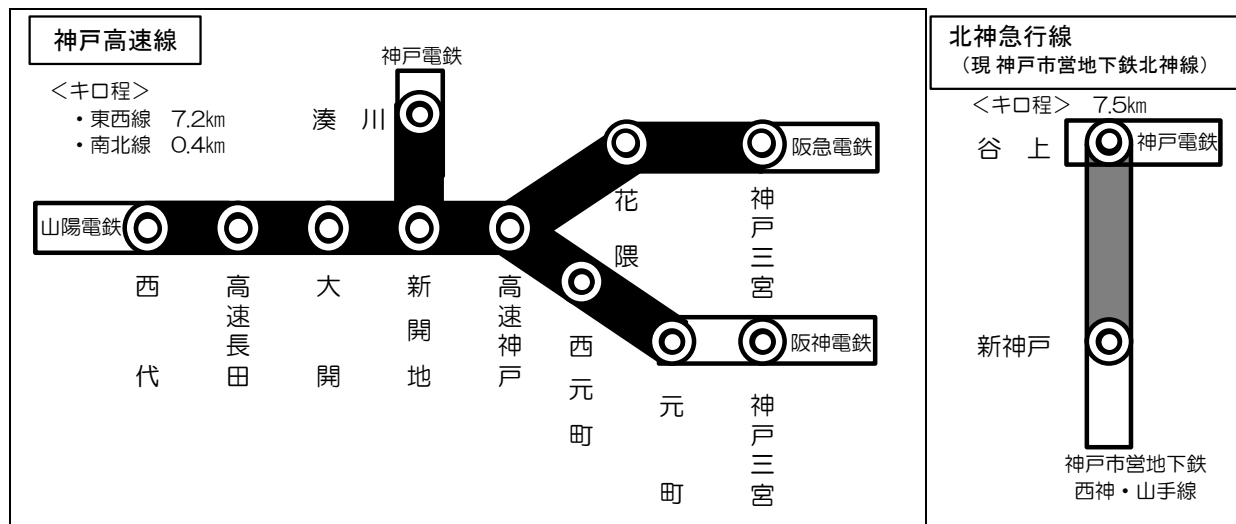 神戸高速線
＜キロ程＞
・東西線 7.2㎞
・南北線 0.4㎞
神戸電鉄
湊川
阪急電鉄
花隈
神戸三宮
山陽電鉄
西代
高速長田
大開
新開地
高速神戸
西元町
元町
阪神電鉄
神戸三宮
北神急行線
（現 神戸市営地下鉄北神線）
＜キロ程＞ 7.5㎞
谷上
神戸電鉄
新神戸
神戸市営地下鉄
西神・山手線